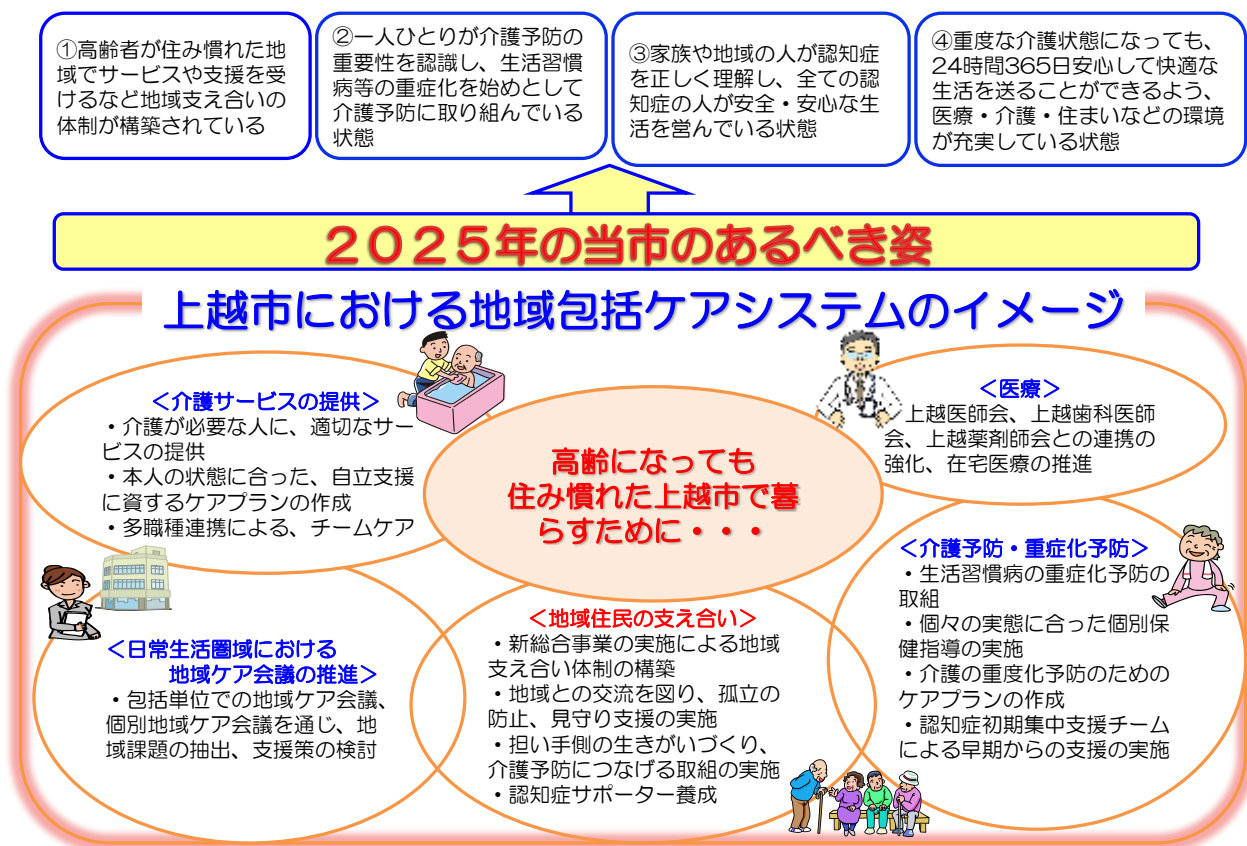 ①高齢者が住み慣れた地
域でサービスや支援を受
けるなど地域支え合いの
体制が構築されている
②一人ひとりが介護予防の
重要性を認識し、生活習慣
病等の重症化を始めとして
介護予防に取り組んでいる
状態
③家族や地域の人が認知症
を正しく理解し、全ての認
知症の人が安全・安心な生
活を営んでいる状態
④重度な介護状態になっても、
24時間365日安心して快適な
生活を送ることができるよう、
医療・介護・住まいなどの環境
が充実している状態
２０２５年の当市のあるべき姿
上越市における地域包括ケアシステムのイメージ
＜介護サービスの提供＞
・介護が必要な人に、適切なサー
ビスの提供
・本人の状態に合った、自立支援
に資するケアプランの作成
・多職種連携による、チームケア
高齢になっても
住み慣れた上越市で暮
らすために・・・
＜医療＞
上越医師会、上越歯科医師
会、上越薬剤師会との連携の
強化、在宅医療の推進
＜日常生活圏域における
地域ケア会議の推進＞
・包括単位での地域ケア会議、
個別地域ケア会議を通じ、地
域課題の抽出、支援策の検討
＜地域住民の支え合い＞
・新総合事業の実施による地域
支え合い体制の構築
・地域との交流を図り、孤立の
防止、見守り支援の実施
・担い手側の生きがいづくり、
介護予防につなげる取組の実施
・認知症サポーター養成
＜介護予防・重症化予防＞
・生活習慣病の重症化予防の
取組
・個々の実態に合った個別保
健指導の実施
・介護の重度化予防のための
ケアプランの作成
・認知症初期集中支援チーム
による早期からの支援の実施